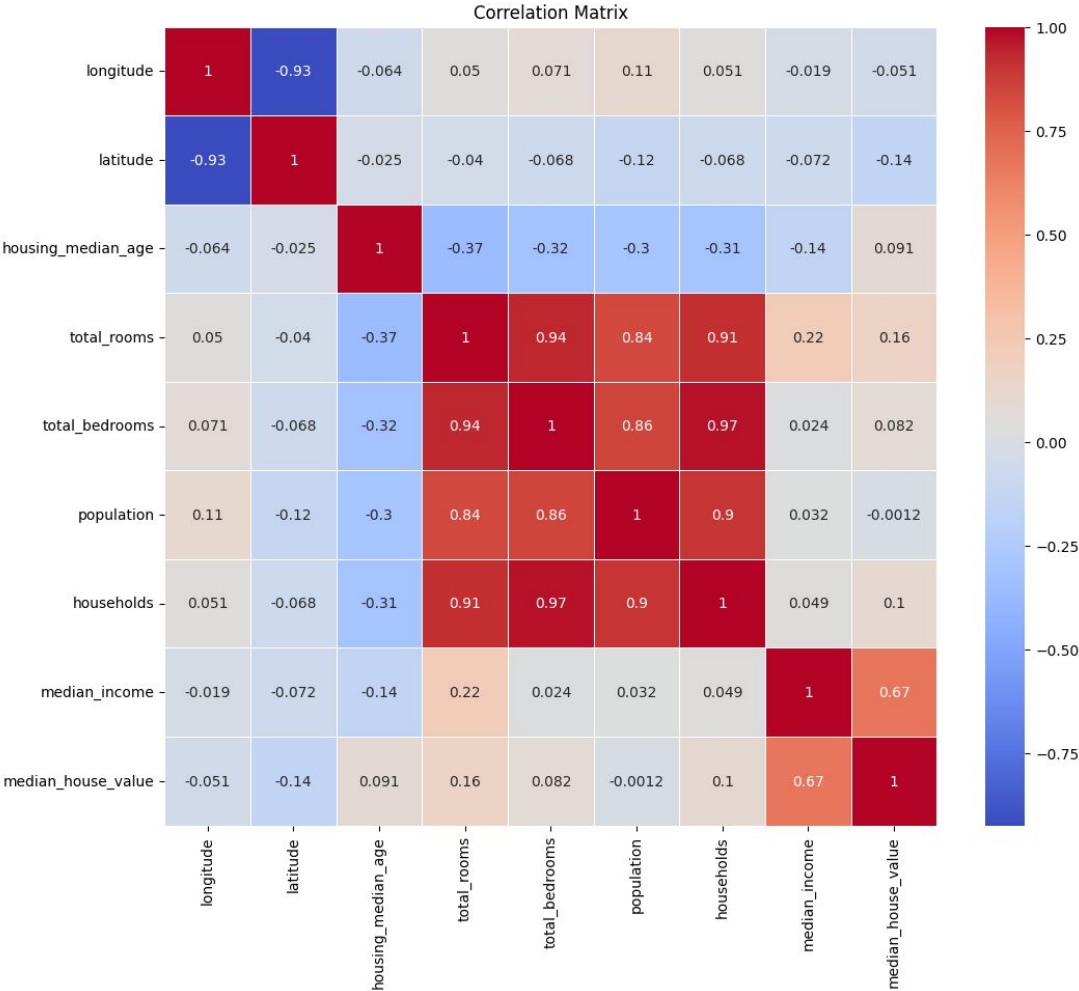 Correlation Matrix
longitude 1 -0.93 -0.064 0.05 0.071 0.11 0.051 -0.019 -0.051
latitude -0.93 1 -0.025 -0.04 -0.068 -0.12 -0.068 -0.072 -0.14
housing_median_age -0.064 -0.025 1 -0.37 -0.32 -0.3 -0.31 -0.14 0.091
total_rooms 0.05 -0.04 -0.37 1 0.94 0.84 0.91 0.22 0.16
total_bedrooms 0.071 -0.068 -0.32 0.94 1 0.86 0.97 0.024 0.082
population 0.11 -0.12 -0.3 0.84 0.86 1 0.9 0.032 -0.0012
households 0.051 -0.068 -0.31 0.91 0.97 0.9 1 0.049 0.1
median_income -0.019 -0.072 -0.14 0.22 0.024 0.032 0.049 1 0.67
median_house_value -0.051 -0.14 0.091 0.16 0.082 -0.0012 0.1 0.67 1
longitude
latitude
housing_median_age
total_rooms
total_bedrooms
population
households
median_income
median_house_value
1.00
0.75
0.50
0.25
0.00
−0.25
−0.50
−0.75